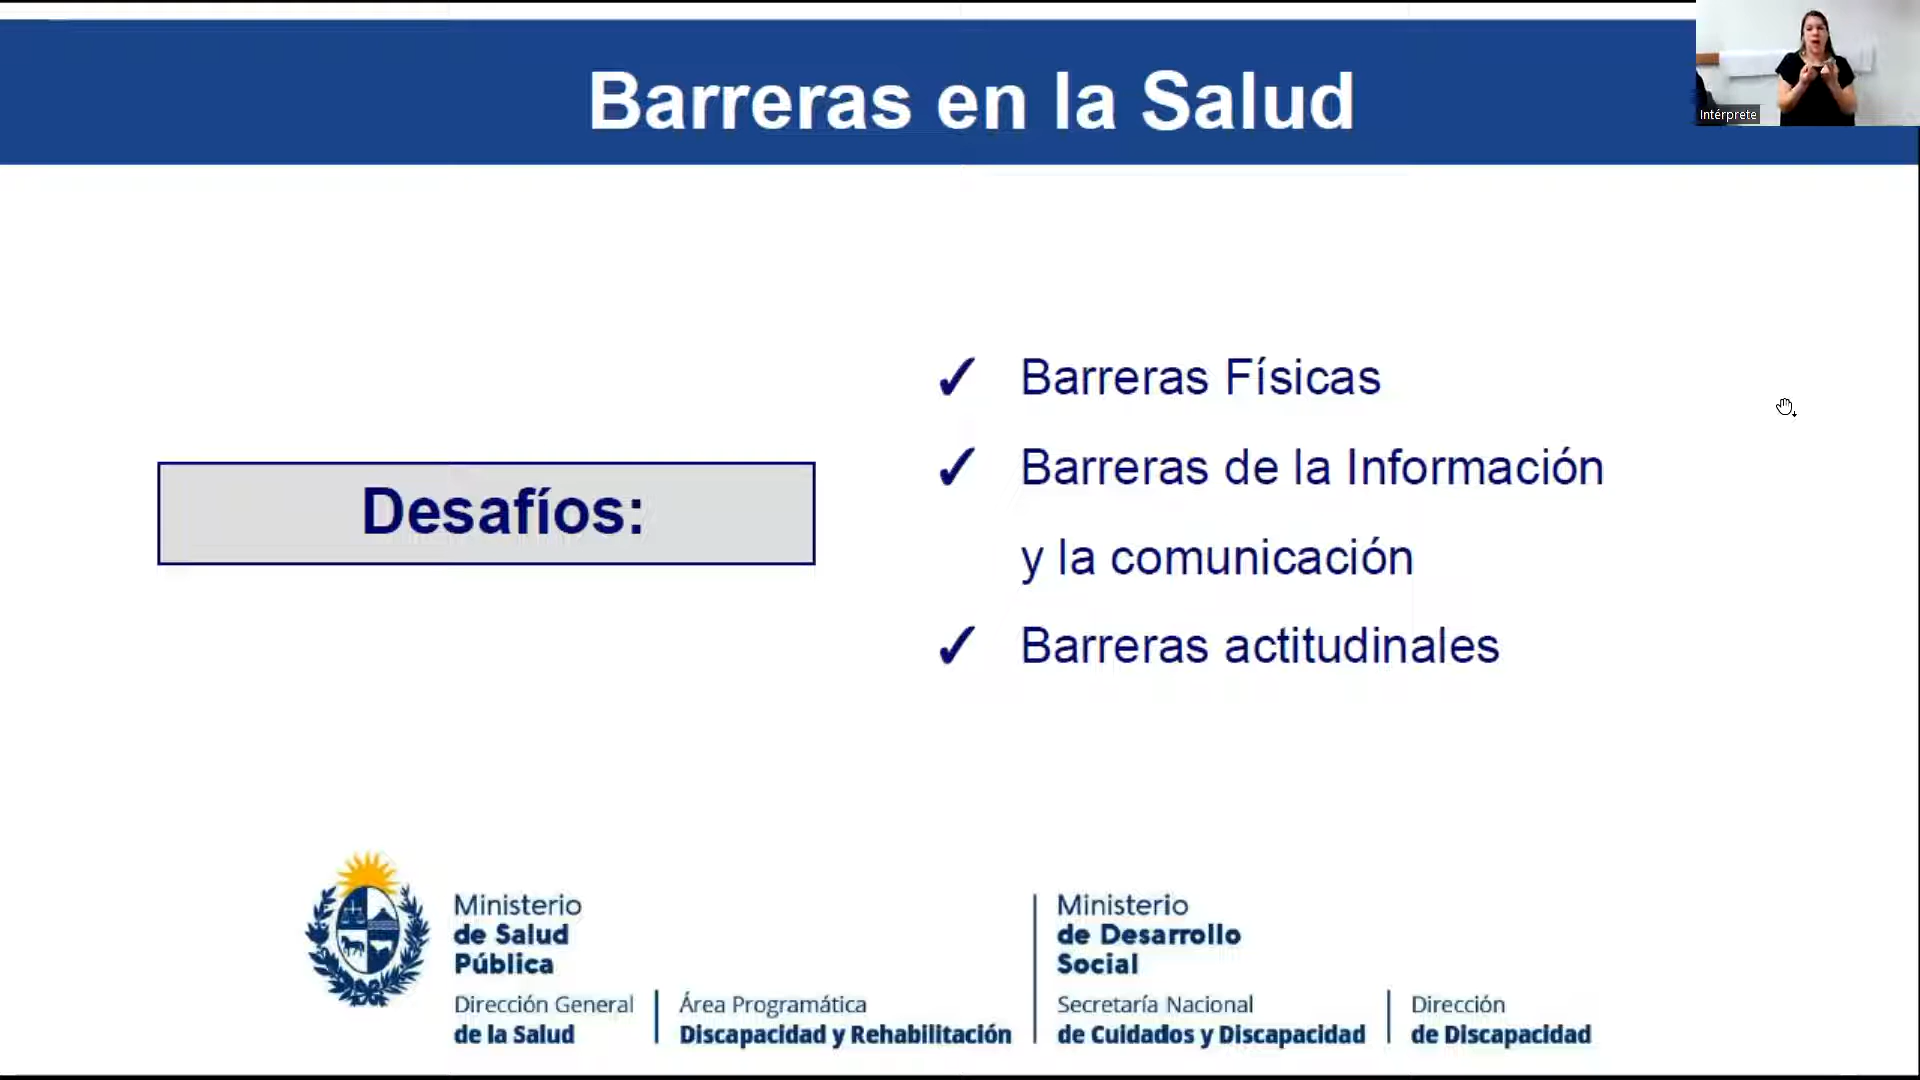 Barreras en la Salud
Intérprete
Desafíos:
✓ Barreras Físicas
✓ Barreras de la Información
y la comunicación
✓ Barreras actitudinales
Ministerio
de Salud
Pública
Dirección General
de la Salud
Área Programática
Discapacidad y Rehabilitación
Ministerio
de Desarrollo
Social
Secretaría Nacional
de Cuidados y Discapacidad
Dirección
de Discapacidad